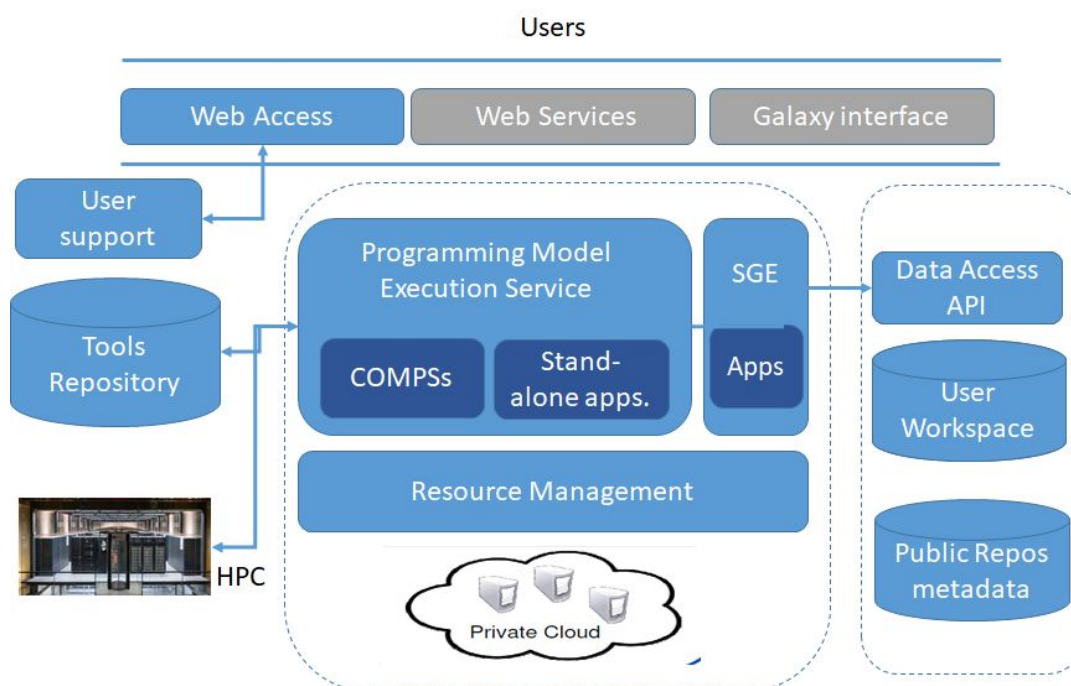 Users
Web Access
Web Services
Galaxy interface
User
support
Programming Model
Execution Service
SGE
Data Access
API
Tools
Repository
COMPSs
Stand-
alone apps.
Apps
User
Workspace
Resource Management
HPC
Private Cloud
Public Repos
metadata